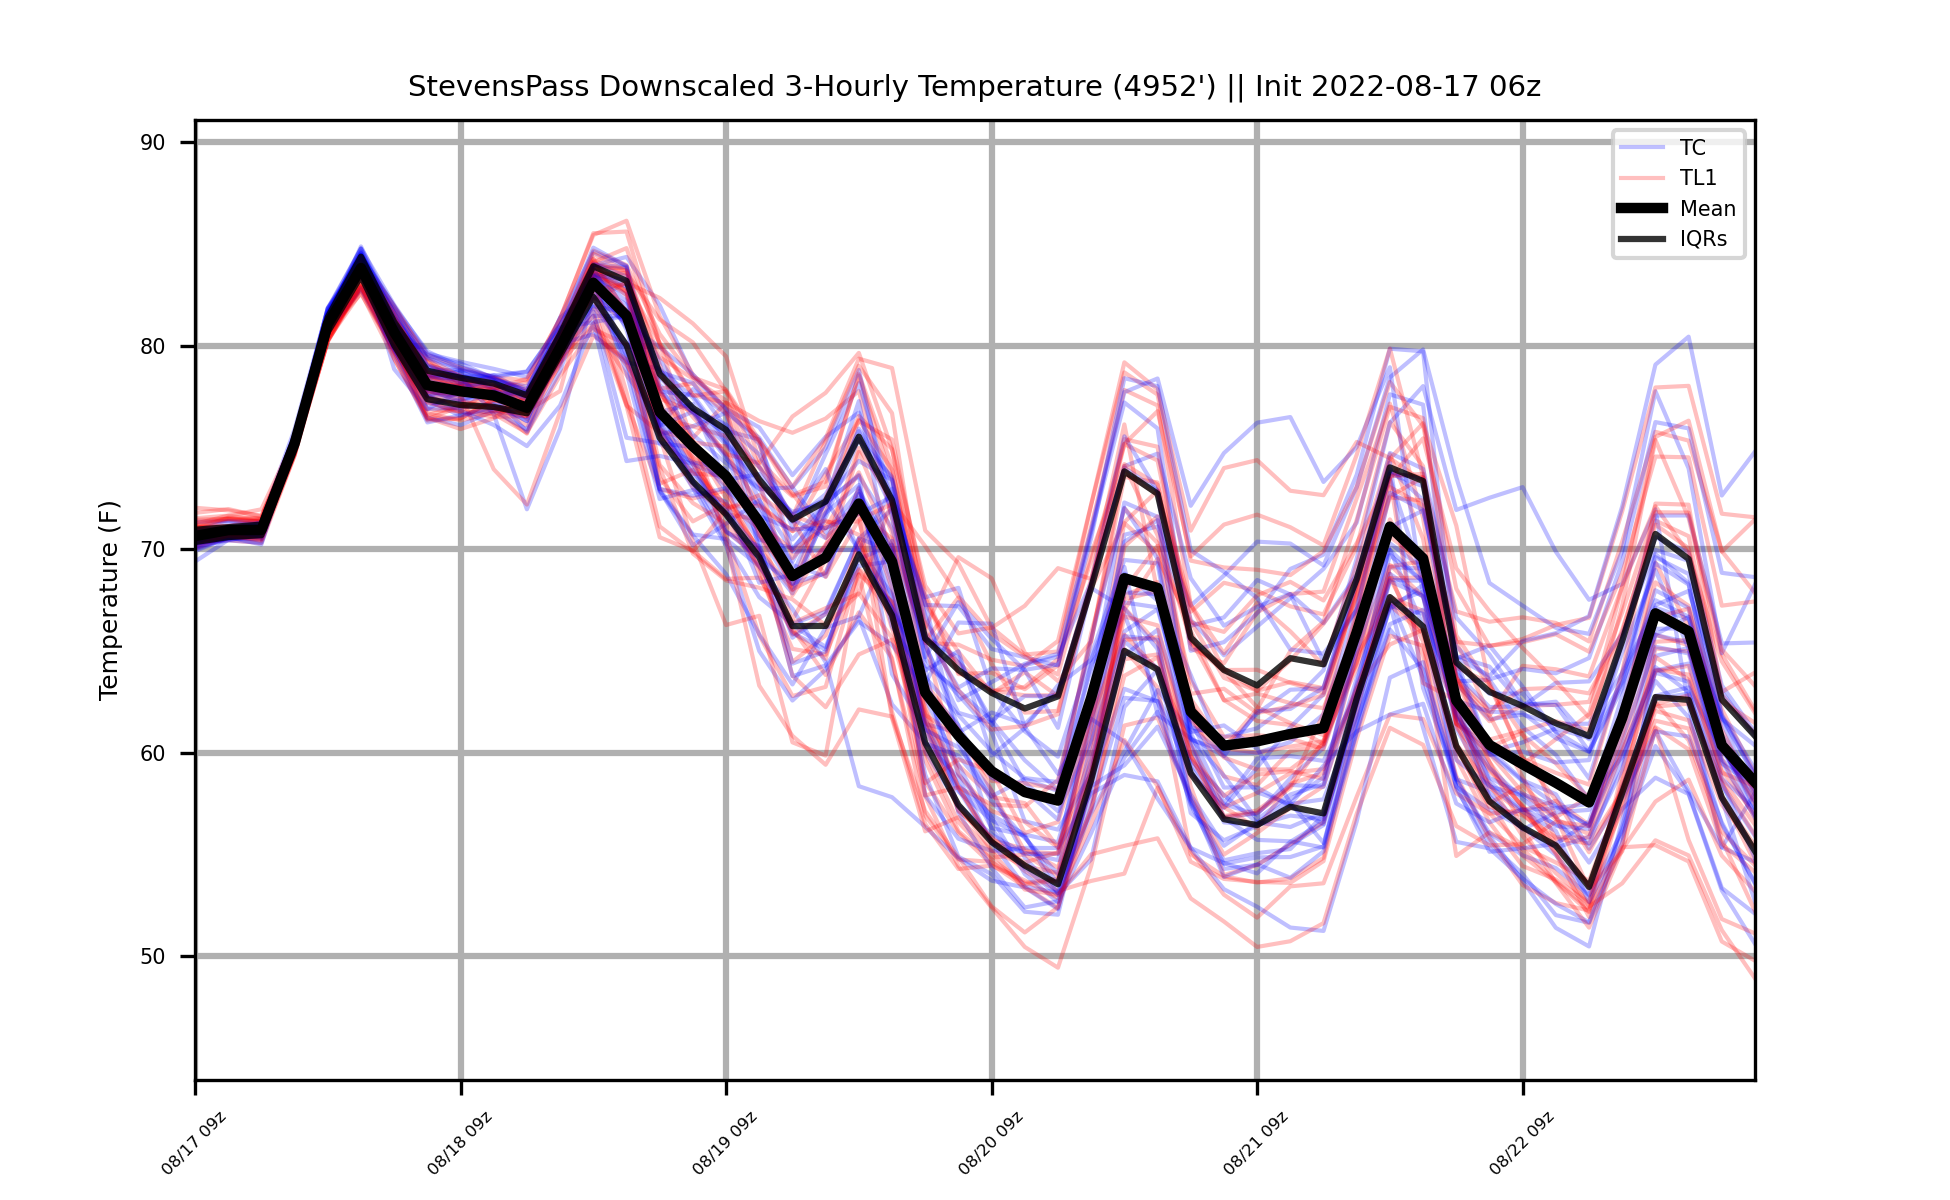 StevensPass Downscaled 3-Hourly Temperature (4952') || Init 2022-08-17 06z
TC
TL1
Mean
IQRs
Temperature (F)
90
80
70
60
50
08/17 09z
08/18 09z
08/19 09z
08/20 09z
08/21 09z
08/22 09z